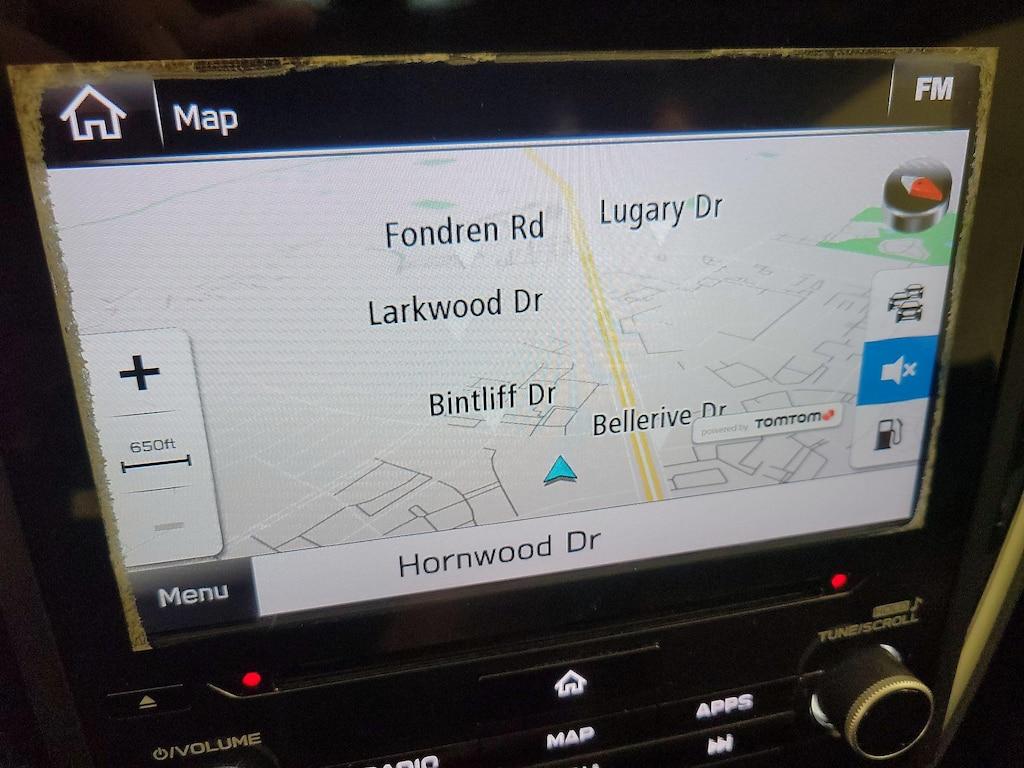 Map
FM
Fondren Rd
Lugary Dr
Larkwood Dr
650ft
Bintliff Dr
Bellerive Dr
powered by TOMTOM
Hornwood Dr
Menu
TUNE/SCROLL
APPS
MAP
VOLUME
RADIO